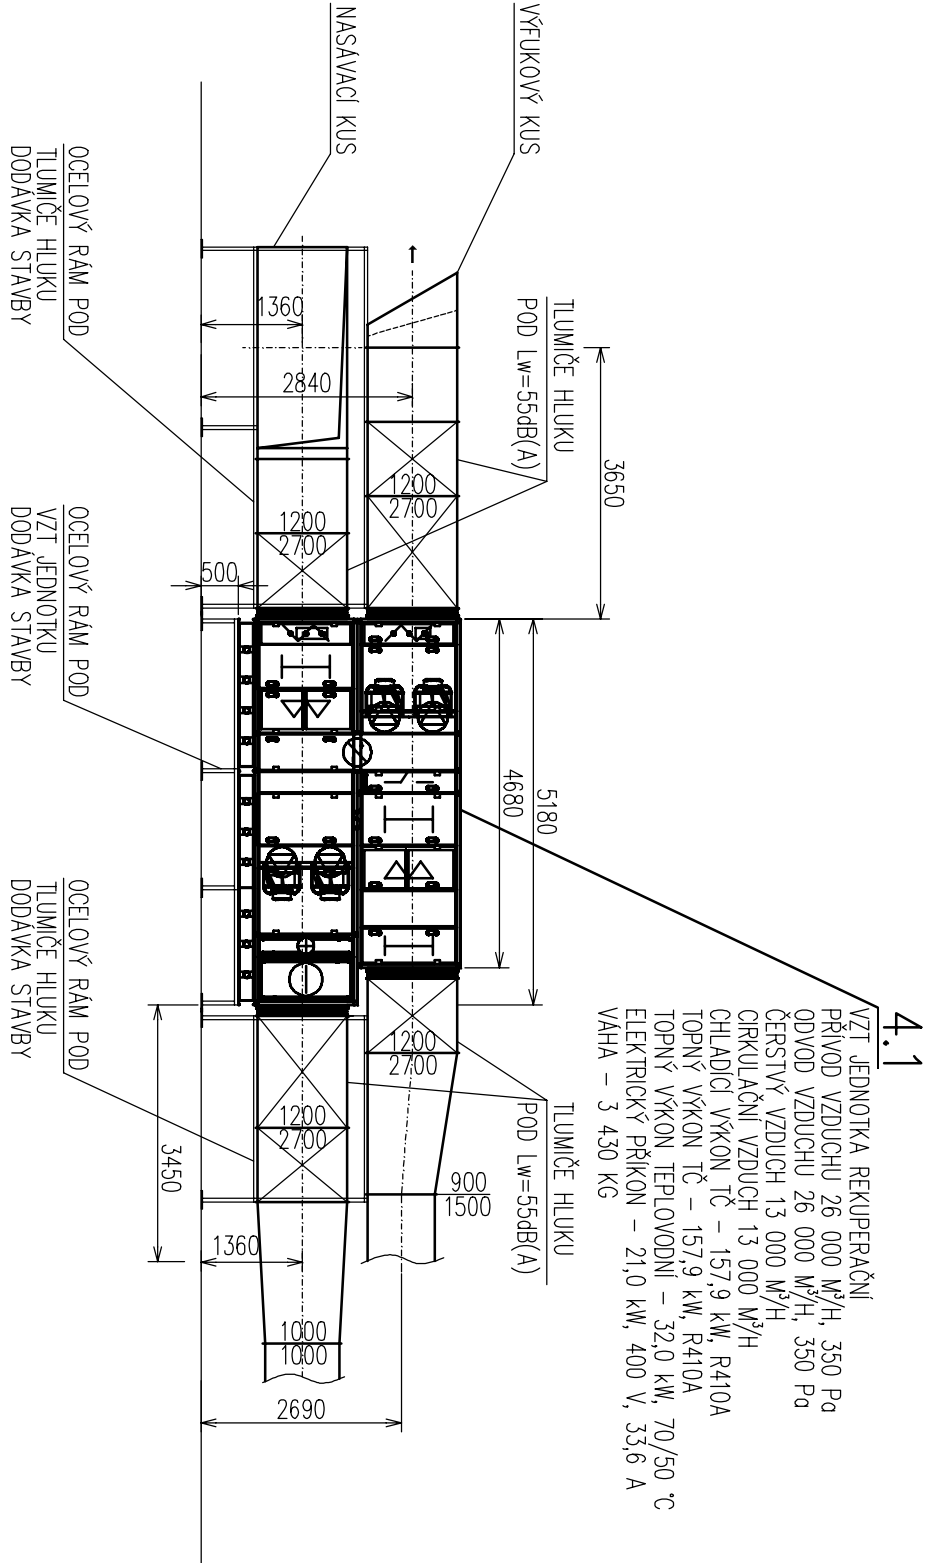 4.1
VZT JEDNOTKA REKUPERAČNÍ
PŘÍVOD VZDUCHU 26 000 M³/H, 350 Pa
ODVOD VZDUCHU 26 000 M³/H, 350 Pa
ČERSTVÝ VZDUCH 13 000 M³/H
CIRKULAČNÍ VZDUCH 13 000 M³/H
CHLADÍCÍ VÝKON TČ – 157,9 kW, R410A
TOPNÝ VÝKON TČ – 157,9 kW, R410A
TOPNÝ VÝKON TEPLOVODNÍ – 32,0 kW, 70/50 °C
ELEKTRICKÝ PŘÍKON – 21,0 kW, 400 V, 33,6 A
VÁHA – 3 430 KG
VÝFUKOVÝ KUS
NASÁVACÍ KUS
TLUMIČE HLUKU
POD Lw=55dB(A)
3650
5180
4680
TLUMIČE HLUKU
POD Lw=55dB(A)
1200
2700
1200
2700
900
1500
2840
1360
1200
2700
1200
2700
1000
1000
500
1360
2690
3450
OCELOVÝ RÁM POD
TLUMIČE HLUKU
DODÁVKA STAVBY
OCELOVÝ RÁM POD
VZT JEDNOTKU
DODÁVKA STAVBY
OCELOVÝ RÁM POD
TLUMIČE HLUKU
DODÁVKA STAVBY